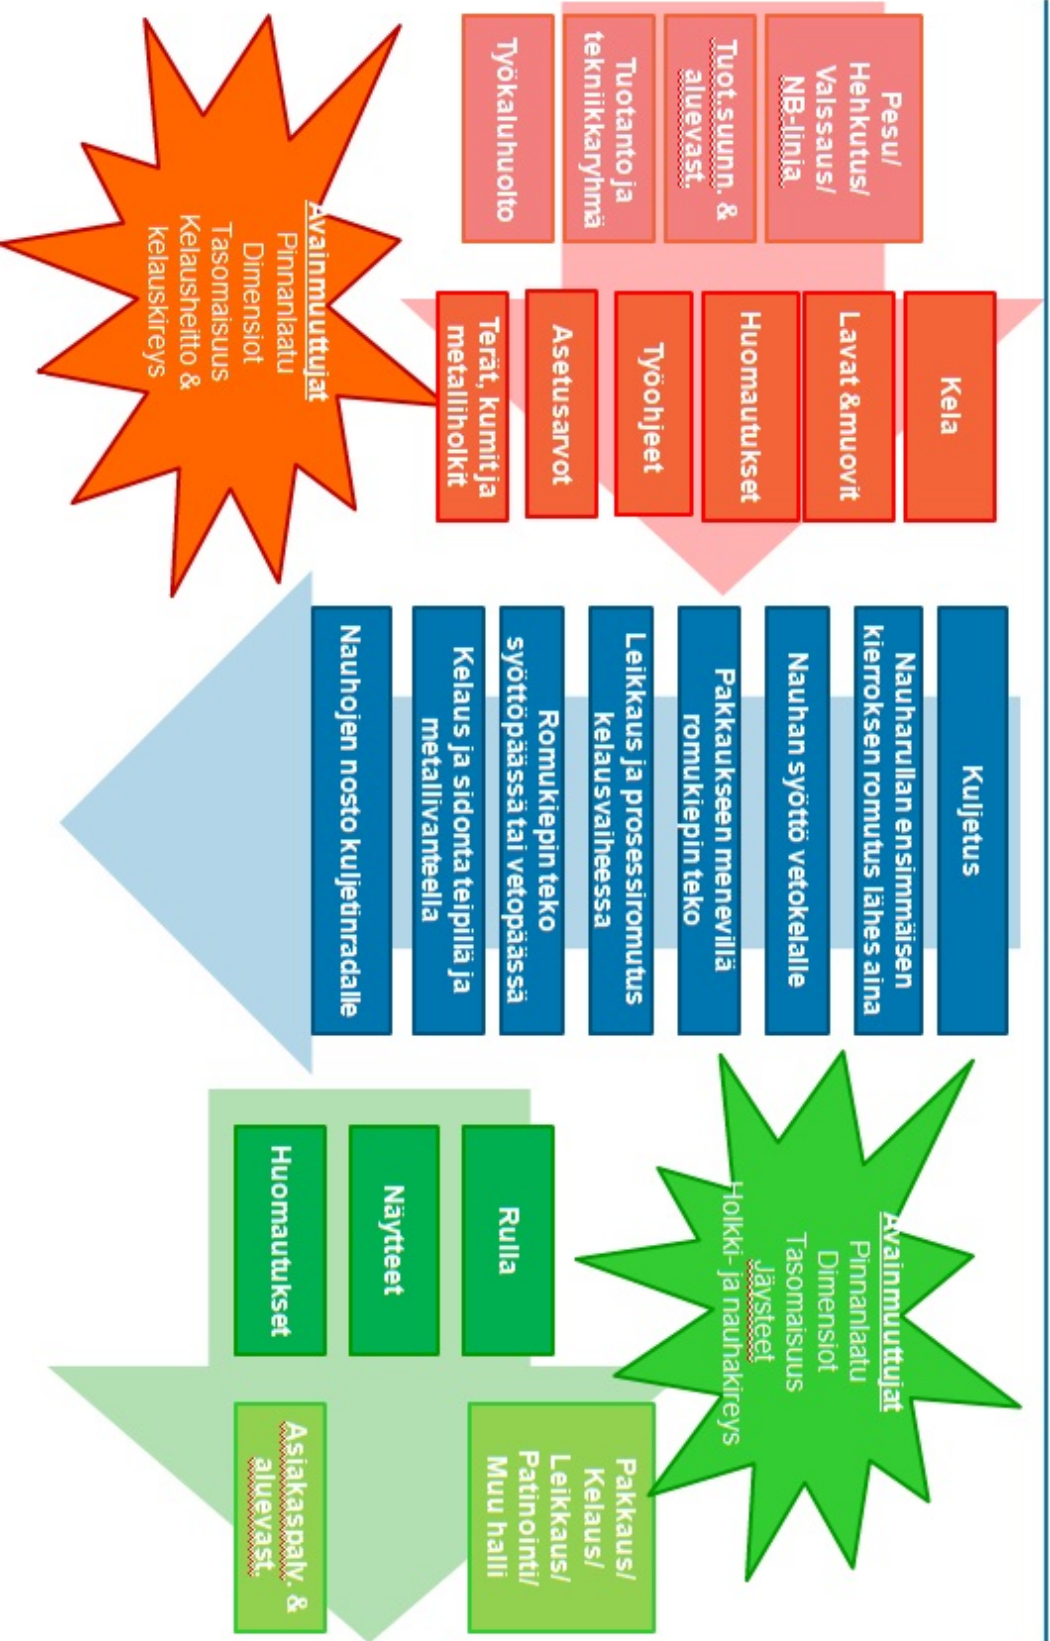 Pesu/
Hehkutus/
Valssaus/
NB-linja
Tuot.suunn. &
aluevast.
Tuotanto ja
tekniikkaryhmä
Työkaluhuolto
Kela
Lavat &muovit
Huomautukset
Työohjeet
Asetusarvot
Terät, kumit ja
metalliholkit
Avainmuuttujat
Pinnanlaatu
Dimensiot
Tasomaisuus
Kelausheitto &
kelauskireys
Kuljetus
Nauharullan ensimmäisen
kierroksen romutus lähes aina
Nauhan syöttö vetokelalle
Pakkaukseen menevillä
romukiepin teko
Leikkaus ja prosessiromutus
kelausvaiheessa
Romukiepin teko
syöttöpäässä tai vetopäässä
Kelaus ja sidonta teipillä ja
metallivanteella
Nauhojen nosto kuljetinradalle
Avainmuuttujat
Pinnanlaatu
Dimensiot
Tasomaisuus
Jäysteet
Holkki- ja nauhakireys
Rulla
Näytteet
Huomautukset
Pakkaus/
Kelaus/
Leikkaus/
Patinointi/
Muu halli
Asiakaspalv. &
aluevast.